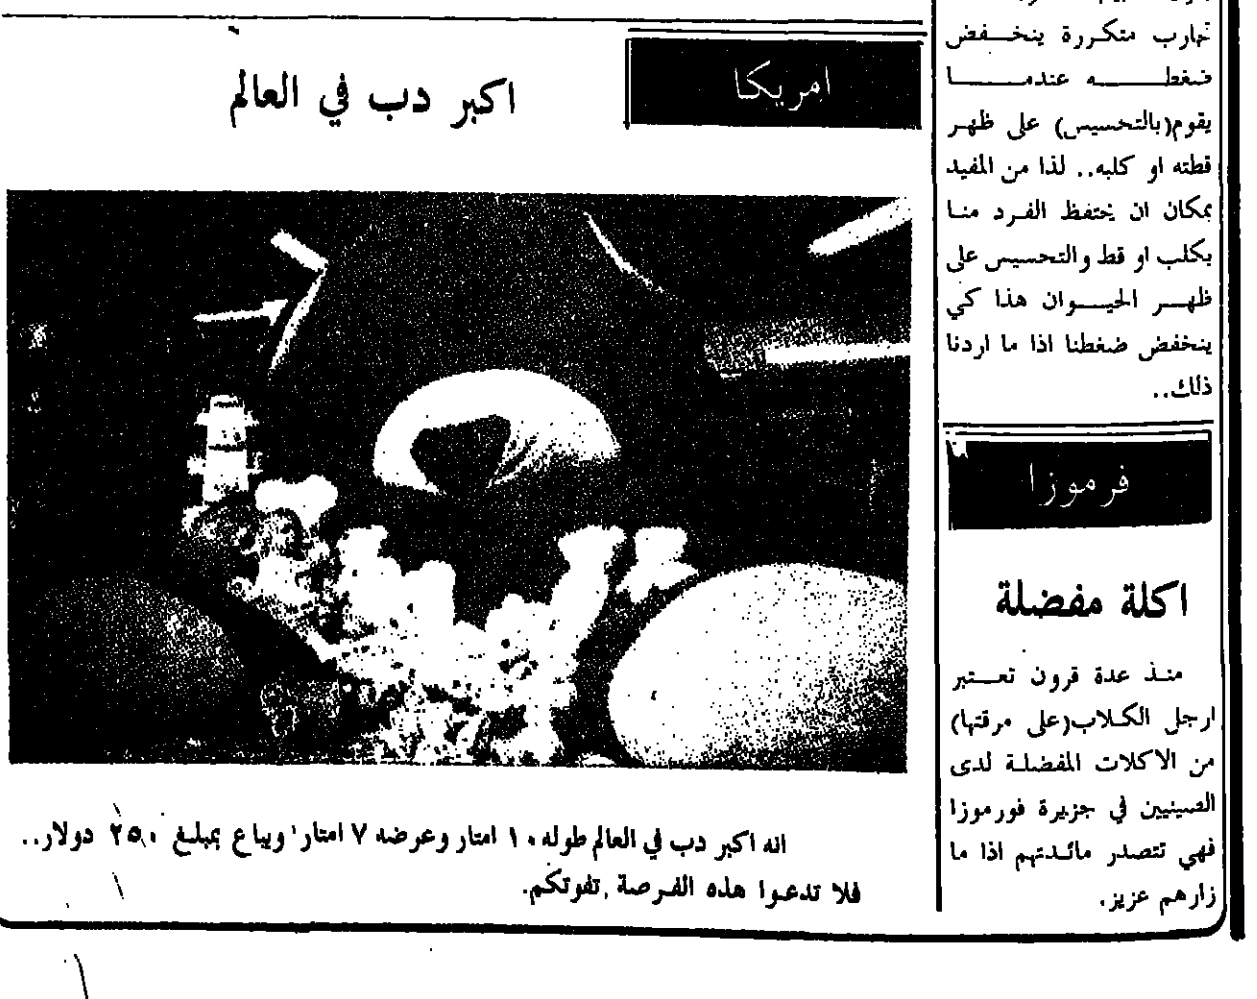 تجارب متكررة ينخفض
ضغطه عندما
يقوم(بالتحسيس) على ظهر
قطته او كلبه.. لذا من المفيد
بمكان ان يحتفظ الفرد منا
بكلب او قط والتحسيس على
ظهر الحيوان هذا كي
ينخفض ضغطنا اذا ما اردنا
ذلك..
فرموزا
اكلة مفضلة
منذ عدة قرون تعتبر
ارجل الكلاب(على مرقتها)
من الاكلات المفضلة لدى
الصينيين في جزيرة فورموزا
فهي تتصدر مائدتهم اذا ما
زارهم عزيز.
امريكا
اكبر دب في العالم
انه اكبر دب في العالم طوله ١٠ امتار وعرضه ٧ امتار ويباع بمبلغ ٢٥٠ دولار..
فلا تدعوا هذه الفرصة تفوتكم.